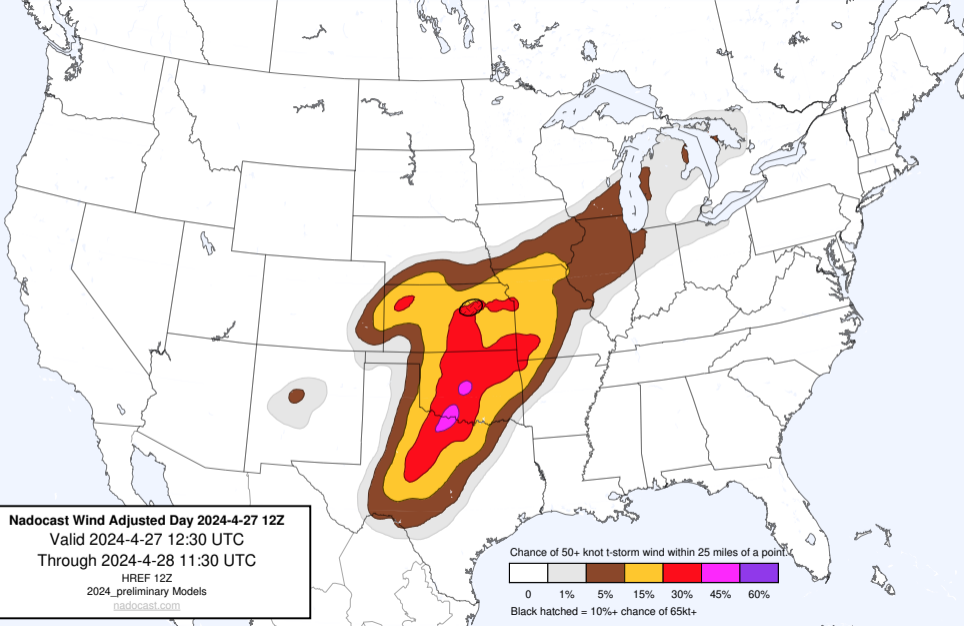 Nadocast Wind Adjusted Day 2024-4-27 12Z
Valid 2024-4-27 12:30 UTC
Through 2024-4-28 11:30 UTC
HREF 12Z
2024_preliminary Models
nadocast.com
Chance of 50+ knot t-storm wind within 25 miles of a point.
0 1% 5% 15% 30% 45% 60%
Black hatched = 10%+ chance of 65kt+